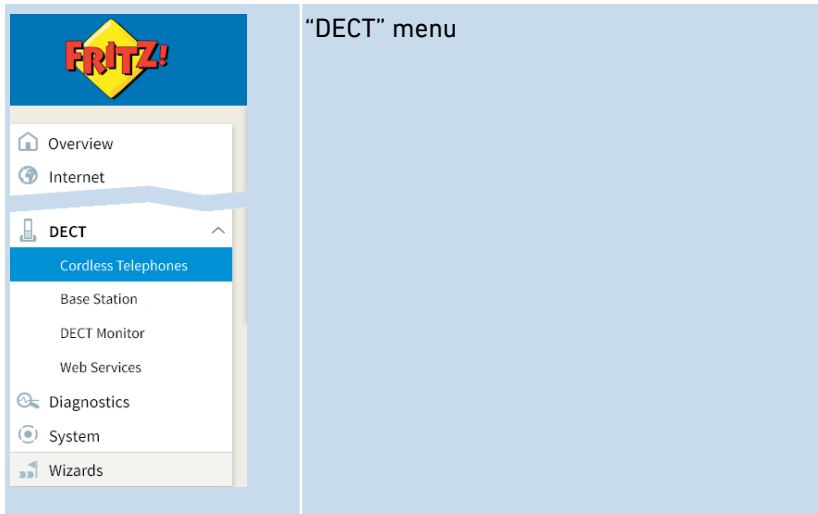 FRITZ!
“DECT” menu
Overview
Internet
DECT
Cordless Telephones
Base Station
DECT Monitor
Web Services
Diagnostics
System
Wizards